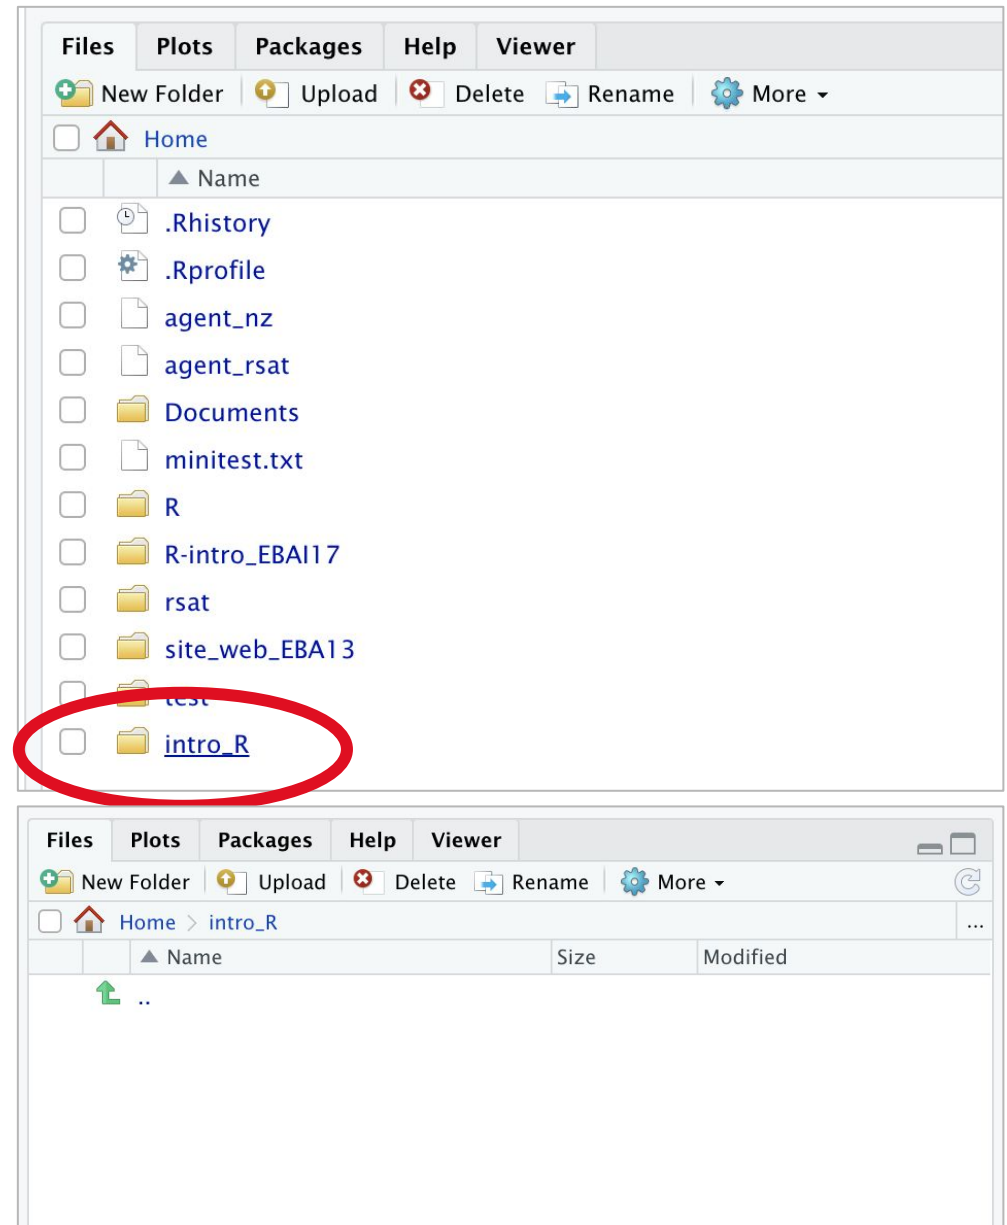 Files Plots Packages Help Viewer
New Folder Upload Delete Rename More
Home
Name
.Rhistory
.Rprofile
agent_nz
agent_rsat
Documents
minitest.txt
R
R-intro_EBAI17
rsat
site_web_EBA13
test
intro_R
Files Plots Packages Help Viewer
New Folder Upload Delete Rename More
Home > intro_R ...
Name Size Modified
..